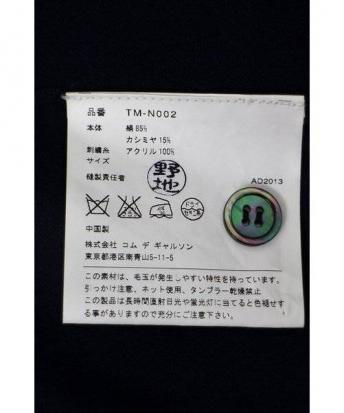 品番 TM-N002
本体 綿 85%
カシミヤ 15%
刺繍糸 アクリル 100%
サイズ
縫製責任者 野地
AD2013
ドライ
セキユ系
中国製
株式会社 コム デ ギャルソン
東京都港区南青山5-11-5
この素材は、毛玉が発生しやすい特性を持っています。
引っかけ注意、ネット使用、タンブラー乾燥禁止
この製品は長時間直射日光や蛍光灯に当てると色褪せす
る事がありますので充分にご注意下さい。